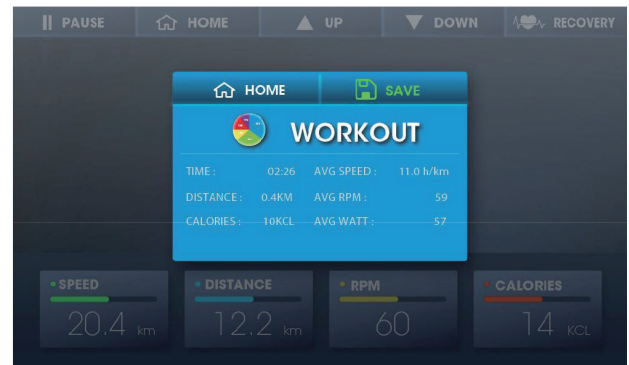 PAUSE HOME UP DOWN RECOVERY
HOME SAVE
WORKOUT
TIME : 02:26 AVG SPEED : 11.0 h/km
DISTANCE : 0.4KM AVG RPM : 59
CALORIES : 10KCL AVG WATT : 57
SPEED DISTANCE RPM CALORIES
20.4 km 12.2 km 60 14 KCL